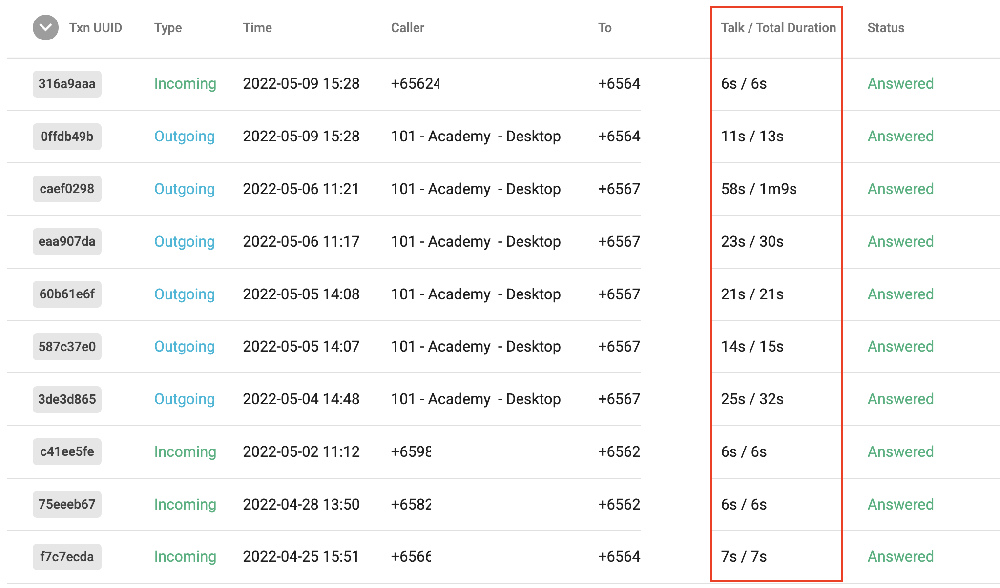 Txn UUID Type Time Caller To Talk / Total Duration Status
316a9aaa Incoming 2022-05-09 15:28 +65624 +6564 6s / 6s Answered
0ffdb49b Outgoing 2022-05-09 15:28 101 - Academy - Desktop +6564 11s / 13s Answered
caef0298 Outgoing 2022-05-06 11:21 101 - Academy - Desktop +6567 58s / 1m9s Answered
eaa907da Outgoing 2022-05-06 11:17 101 - Academy - Desktop +6567 23s / 30s Answered
60b61e6f Outgoing 2022-05-05 14:08 101 - Academy - Desktop +6567 21s / 21s Answered
587c37e0 Outgoing 2022-05-05 14:07 101 - Academy - Desktop +6567 14s / 15s Answered
3de3d865 Outgoing 2022-05-04 14:48 101 - Academy - Desktop +6567 25s / 32s Answered
c41ee5fe Incoming 2022-05-02 11:12 +6598 +6562 6s / 6s Answered
75eeeb67 Incoming 2022-04-28 13:50 +6582 +6562 6s / 6s Answered
f7c7ecda Incoming 2022-04-25 15:51 +6566 +6564 7s / 7s Answered